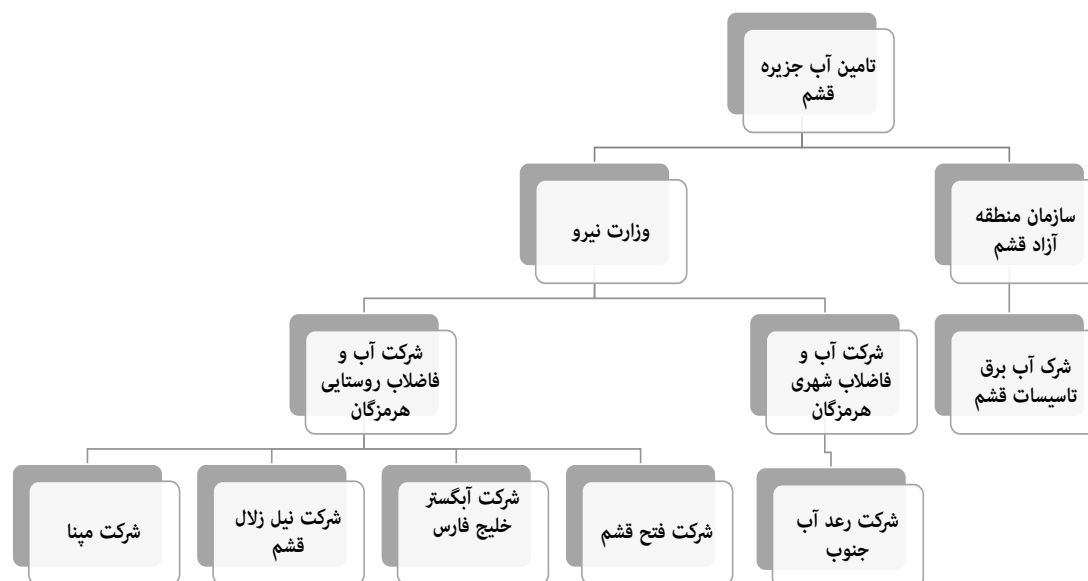 تامین آب جزیره
قشم
سازمان منطقه
آزاد قشم
وزارت نیرو
شرک آب برق
تاسیسات قشم
شرکت آب و
فاضلاب شهری
هرمزگان
شرکت آب و
فاضلاب روستایی
هرمزگان
شرکت رعد آب
جنوب
شرکت فتح قشم
شرکت آبگستر
خلیج فارس
شرکت نیل زلال
قشم
شرکت مپنا